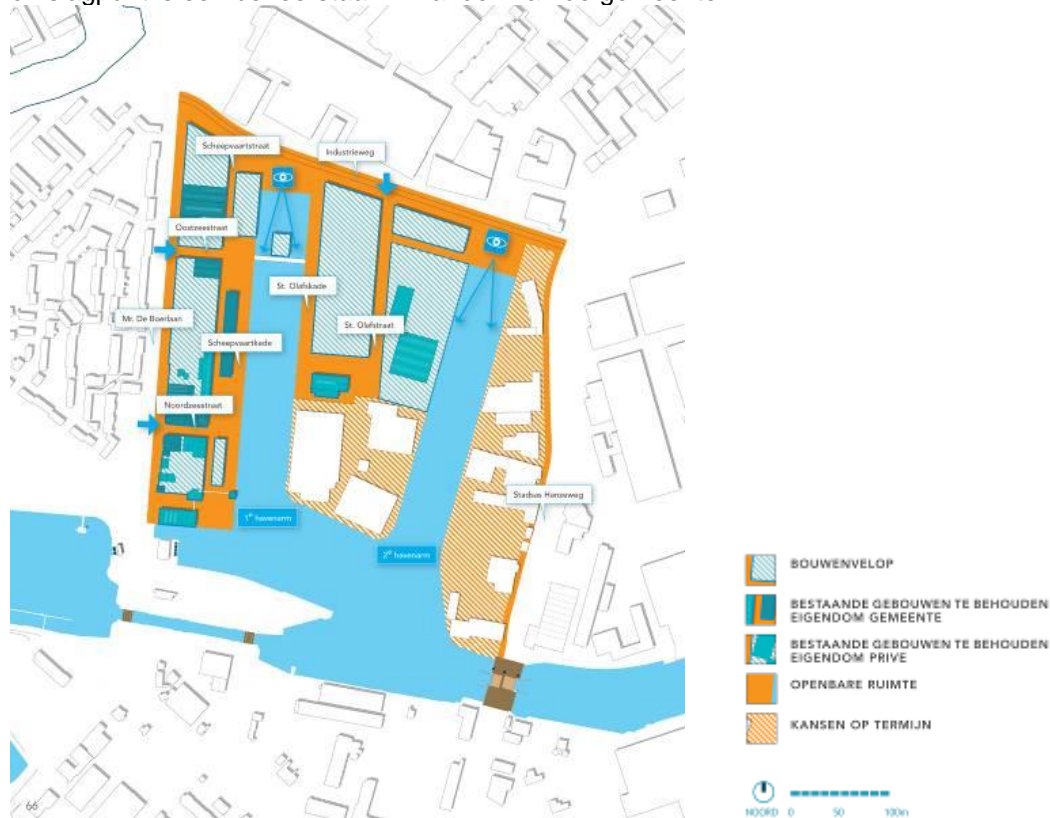 Scheepvaartstraat
Industrieweg
Oostzeestraat
St. Olafskade
Mr. De Boerlaan
St. Olafstraat
Scheepvaartkade
Noordzeestraat
Stadsas Hanzeweg
1e havenarm
2e havenarm
BOUWENVELOP
BESTAANDE GEBOUWEN TE BEHOUDEN
EIGENDOM GEMEENTE
BESTAANDE GEBOUWEN TE BEHOUDEN
EIGENDOM PRIVE
OPENBARE RUIMTE
KANSEN OP TERMIJN
NOORD 0 50 100m
66